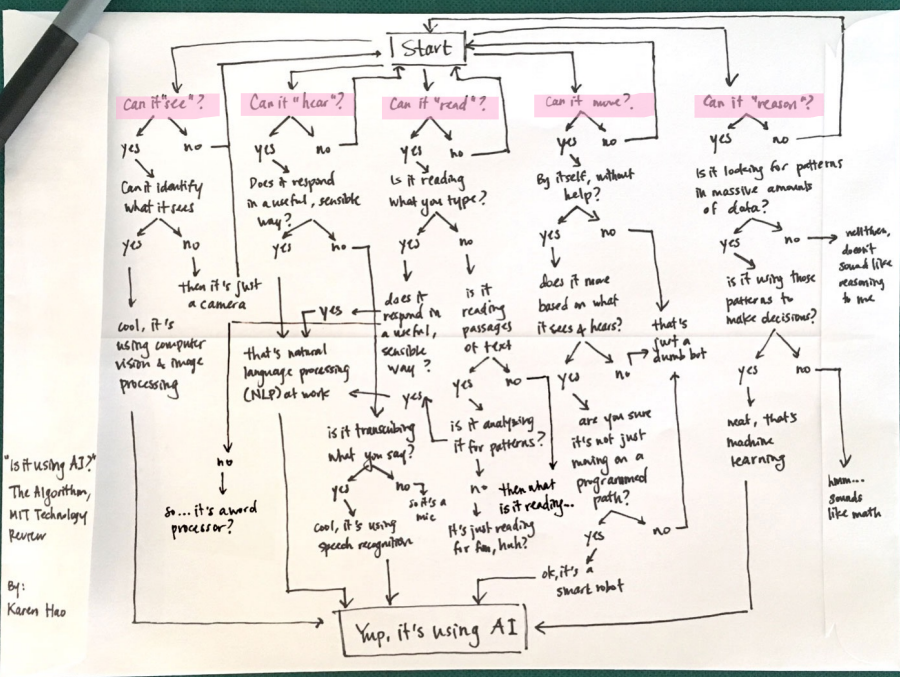 Start
Can it "see"?
yes
no
Can it identify
what it sees
yes
no
then it's just
a camera
cool, it's
using computer
vision & image
processing
Can it "hear"?
yes
no
Does it respond
in a useful, sensible
way?
yes
no
yes
that's natural
language processing
(NLP) at work
no
so... it's a word
processor?
is it transcribing
what you say?
yes
no
so it's a
mic
cool, it's using
speech recognition
Can it "read"?
yes
no
Is it reading
what you type?
yes
no
does it
respond in
a useful,
sensible
way?
yes
is it
reading
passages
of text
yes
no
is it analyzing
it for patterns?
no
It's just reading
for fun, huh?
then what
is it reading...
Can it move?
yes
no
By itself, without
help?
yes
no
does it move
based on what
it sees & hears?
yes
no
that's
just a
dumb bot
are you sure
it's not just
moving on a
programmed
path?
yes
no
ok, it's a
smart robot
Can it "reason"?
yes
no
Is it looking for patterns
in massive amounts
of data?
yes
no
well then,
doesn't
sound like
reasoning
to me
is it using those
patterns to
make decisions?
yes
no
neat, that's
machine
learning
hmm...
sounds
like math
Yup, it's using AI
"Is it using AI?"
The Algorithm,
MIT Technology
Review
By:
Karen Hao